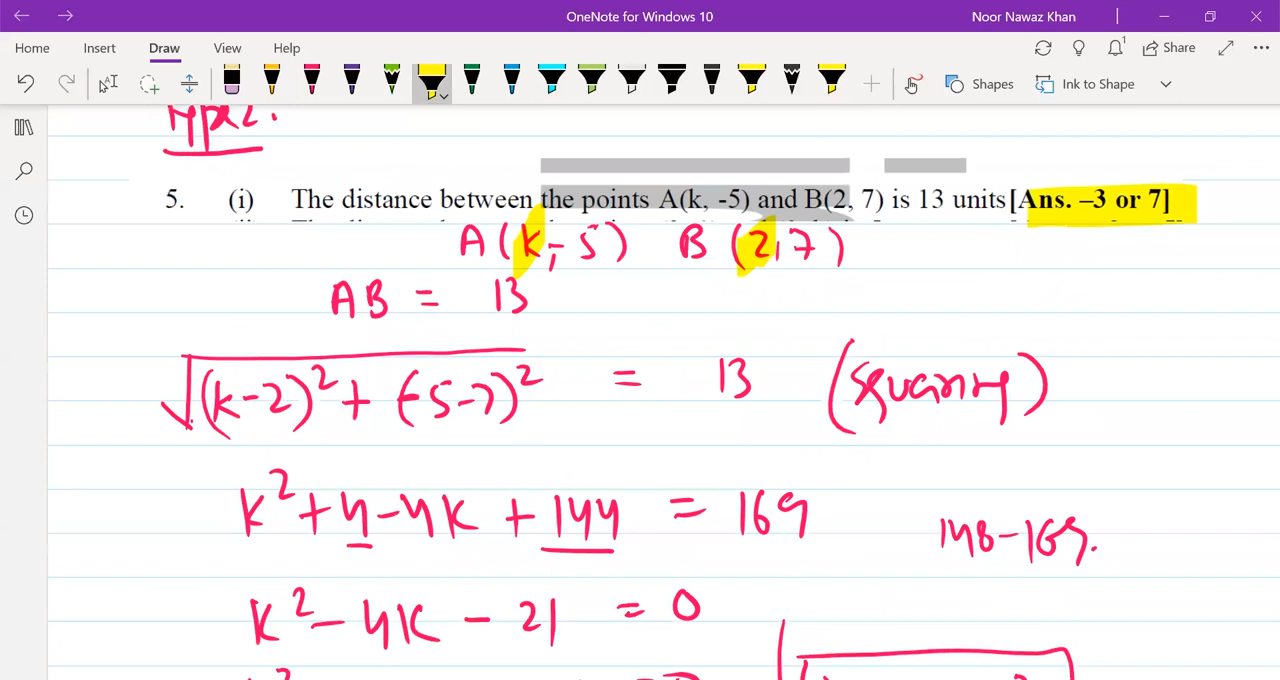 OneNote for Windows 10
Noor Nawaz Khan
Home Insert Draw View Help
1
Share
Shapes
Ink to Shape
Type 2.
5. (i) The distance between the points A(k, -5) and B(2, 7) is 13 units [Ans. –3 or 7]
A (k, -5) B (2, 7)
AB = 13
√(k-2)² + (-5-7)² = 13 (squaring)
k² + 4 - 4k + 144 = 169
148 - 169.
k² - 4k - 21 = 0